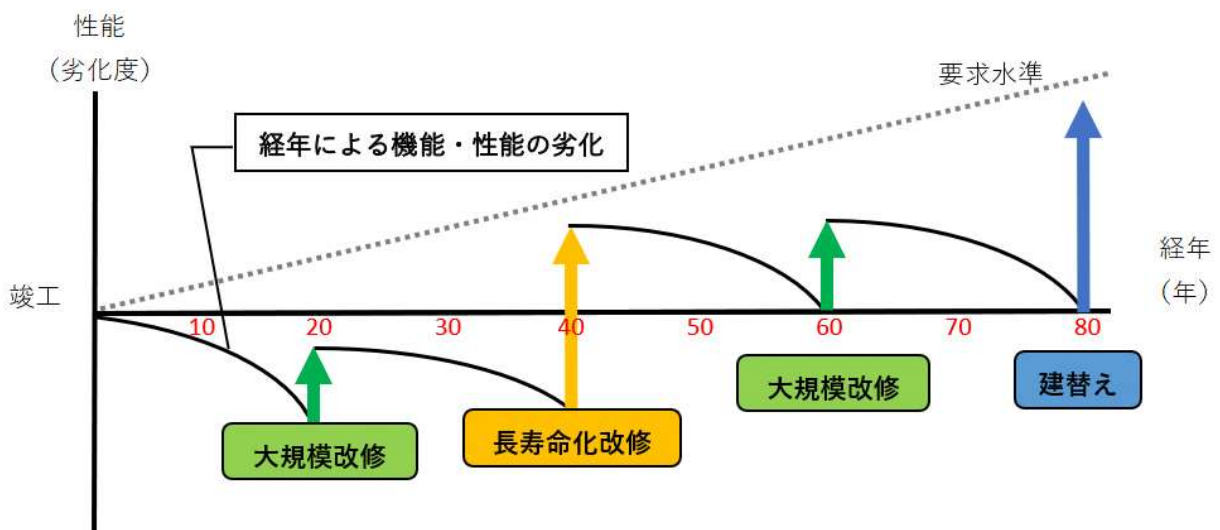 性能
（劣化度）
要求水準
経年による機能・性能の劣化
竣工
経年
（年）
10 20 30 40 50 60 70 80
大規模改修
建替え
長寿命化改修
大規模改修